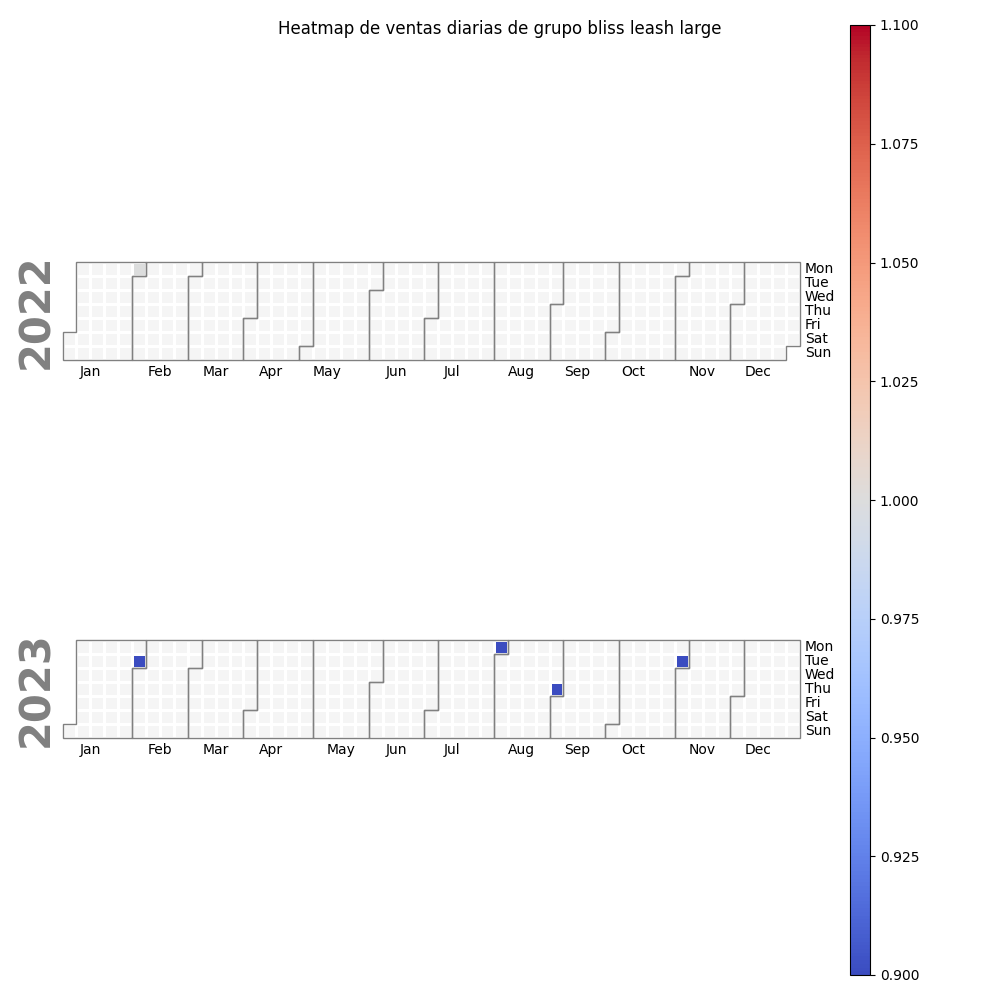 Heatmap de ventas diarias de grupo bliss leash large
2022
Mon
Tue
Wed
Thu
Fri
Sat
Sun
Jan Feb Mar Apr May Jun Jul Aug Sep Oct Nov Dec
2023
Mon
Tue
Wed
Thu
Fri
Sat
Sun
Jan Feb Mar Apr May Jun Jul Aug Sep Oct Nov Dec
1.100
1.075
1.050
1.025
1.000
0.975
0.950
0.925
0.900